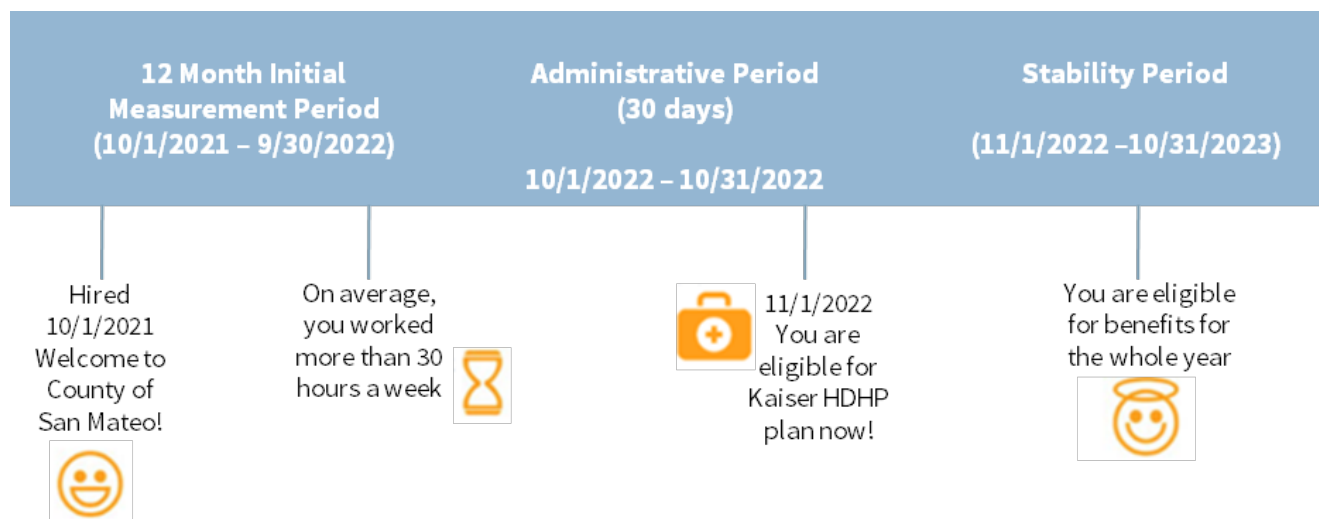 12 Month Initial
Measurement Period
(10/1/2021 – 9/30/2022)
Administrative Period
(30 days)
10/1/2022 – 10/31/2022
Stability Period
(11/1/2022 –10/31/2023)
Hired
10/1/2021
Welcome to
County of
San Mateo!
On average,
you worked
more than 30
hours a week
11/1/2022
You are
eligible for
Kaiser HDHP
plan now!
You are eligible
for benefits for
the whole year